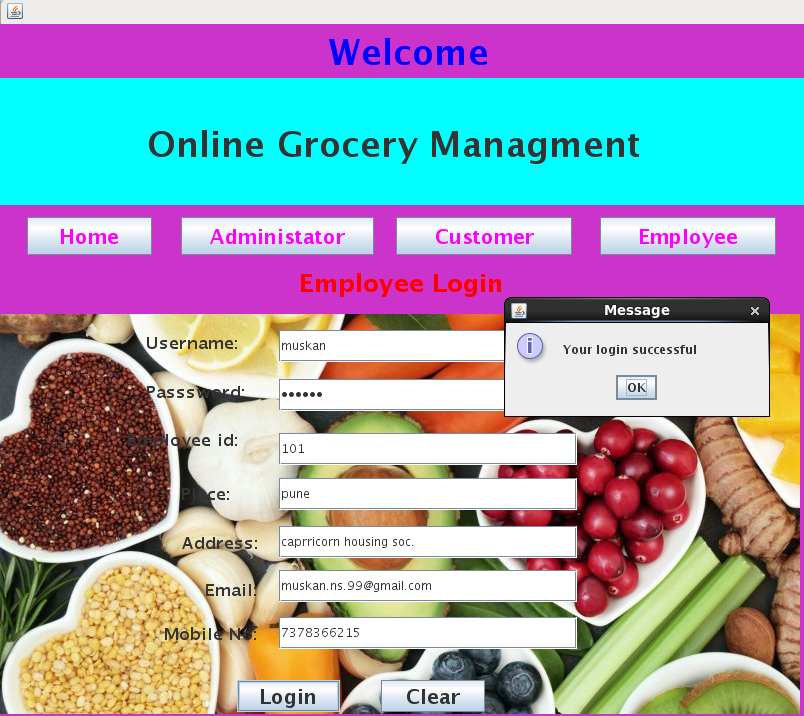 Welcome
Online Grocery Managment
Home Administator Customer Employee
Employee Login
Message
Your login successful
OK
Username: muskan
Passsword: ••••••
Employee id: 101
Place: pune
Address: caprricorn housing soc.
Email: muskan.ns.99@gmail.com
Mobile No: 7378366215
Login Clear